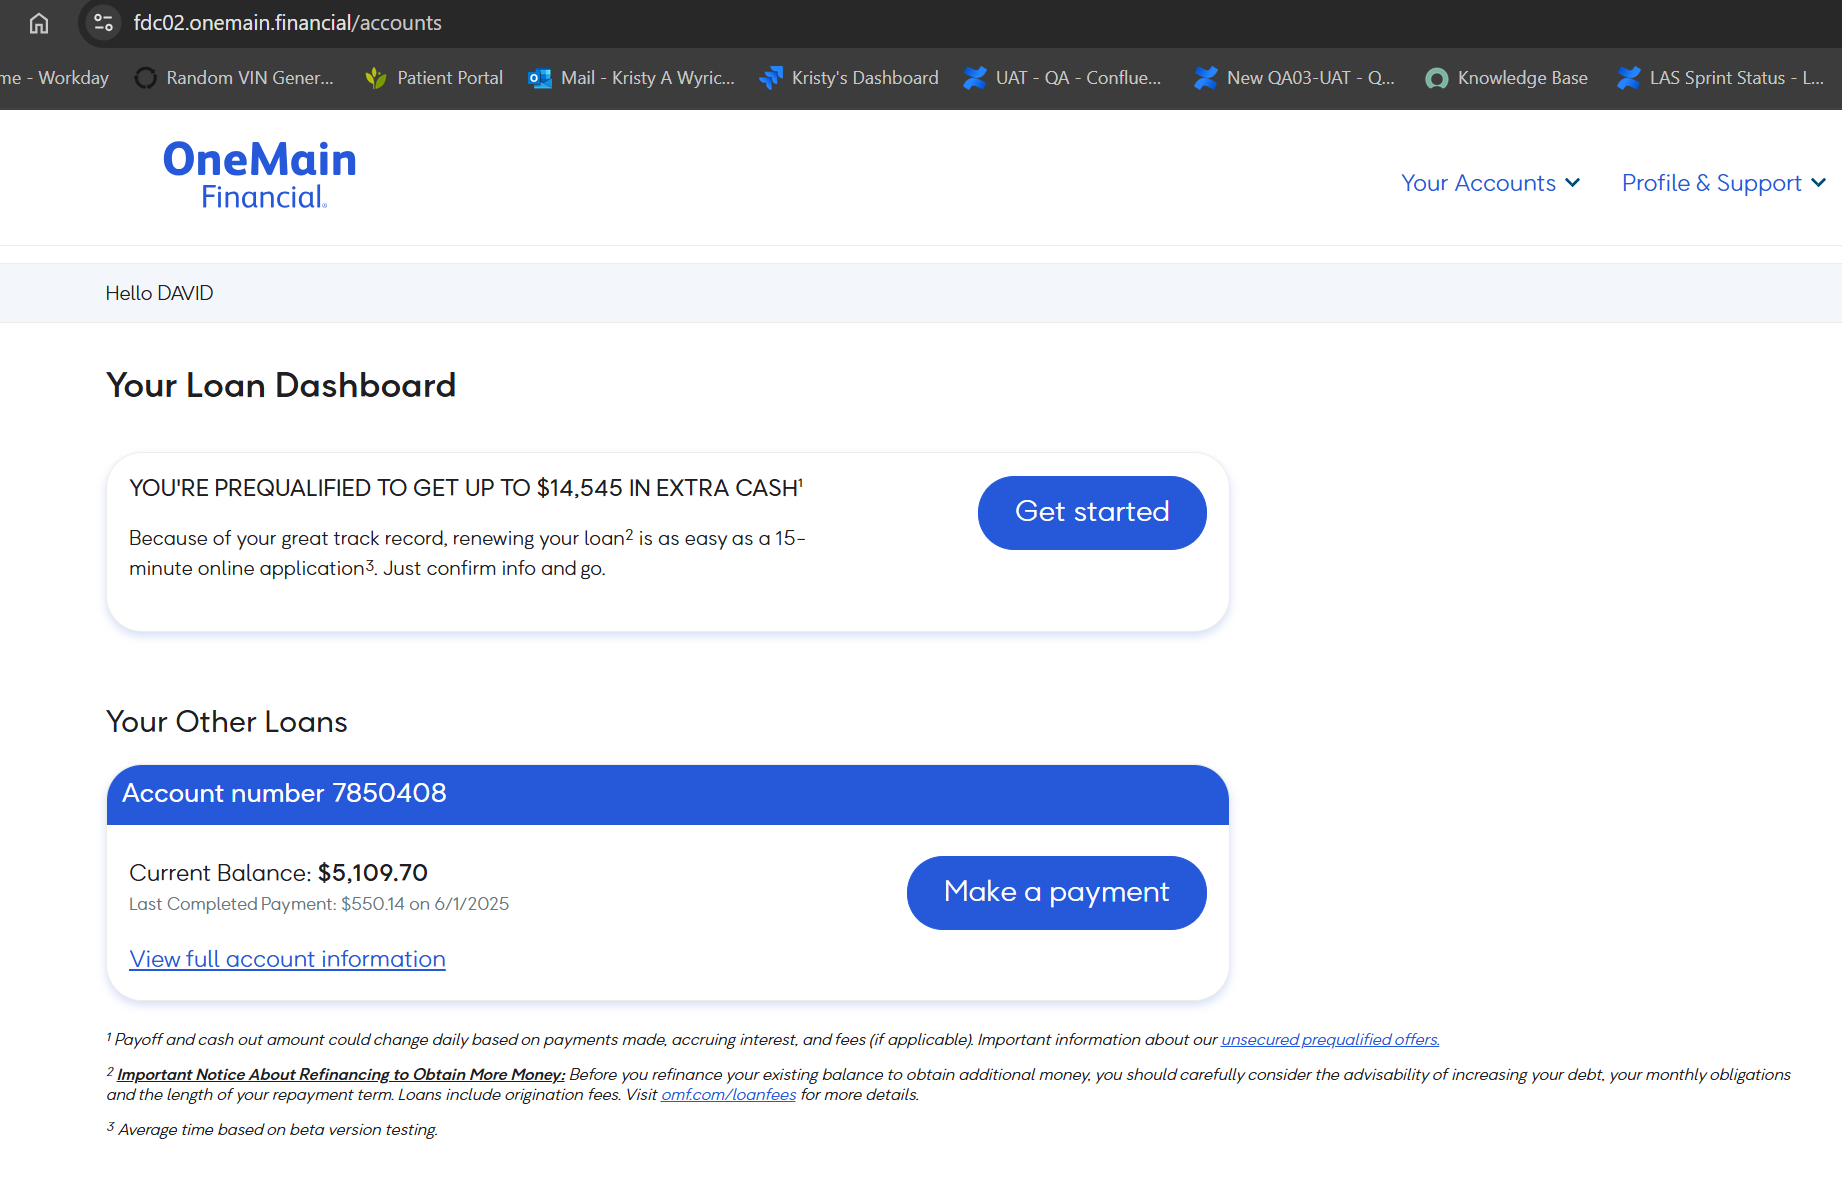 fdc02.onemain.financial/accounts
me - Workday Random VIN Gener... Patient Portal Mail - Kristy A Wyric... Kristy's Dashboard UAT - QA - Conflue... New QA03-UAT - Q... Knowledge Base LAS Sprint Status - L...
OneMain
Financial®
Your Accounts Profile & Support
Hello DAVID
Your Loan Dashboard
YOU'RE PREQUALIFIED TO GET UP TO $14,545 IN EXTRA CASH¹
Get started
Because of your great track record, renewing your loan² is as easy as a 15-
minute online application³. Just confirm info and go.
Your Other Loans
Account number 7850408
Current Balance: $5,109.70
Last Completed Payment: $550.14 on 6/1/2025
Make a payment
View full account information
¹ Payoff and cash out amount could change daily based on payments made, accruing interest, and fees (if applicable). Important information about our unsecured prequalified offers.
² Important Notice About Refinancing to Obtain More Money: Before you refinance your existing balance to obtain additional money, you should carefully consider the advisability of increasing your debt, your monthly obligations
and the length of your repayment term. Loans include origination fees. Visit omf.com/loanfees for more details.
³ Average time based on beta version testing.